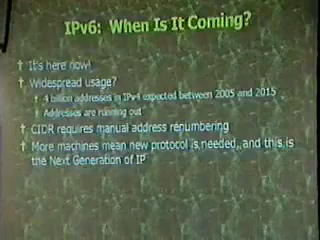 IPv6: When Is It Coming?
It's here now!
Widespread usage?
4 billion addresses in IPv4 expected between 2005 and 2015
Addresses are running out
CIDR requires manual address renumbering
More machines mean new protocol is needed, and this is
the Next Generation of IP